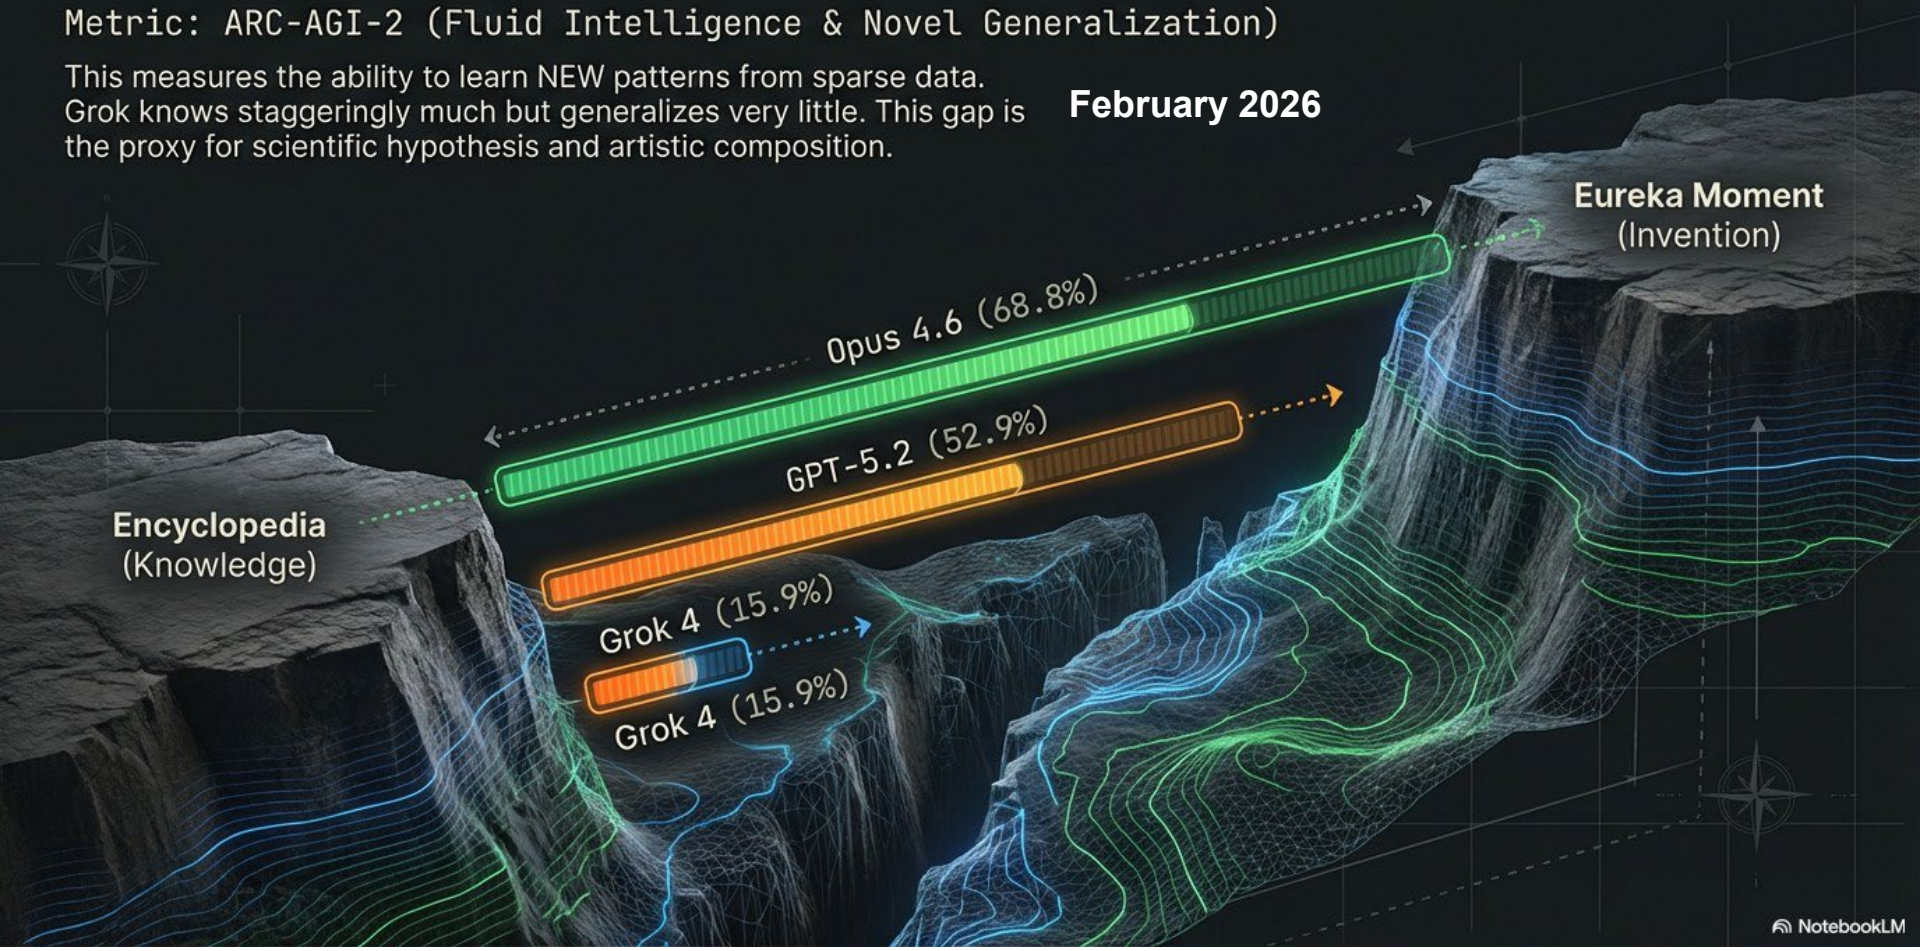 Metric: ARC-AGI-2 (Fluid Intelligence & Novel Generalization)
This measures the ability to learn NEW patterns from sparse data.
Grok knows staggeringly much but generalizes very little. This gap is
the proxy for scientific hypothesis and artistic composition.
February 2026
Eureka Moment
(Invention)
Opus 4.6 (68.8%)
GPT-5.2 (52.9%)
Encyclopedia
(Knowledge)
Grok 4 (15.9%)
Grok 4 (15.9%)
NotebookLM